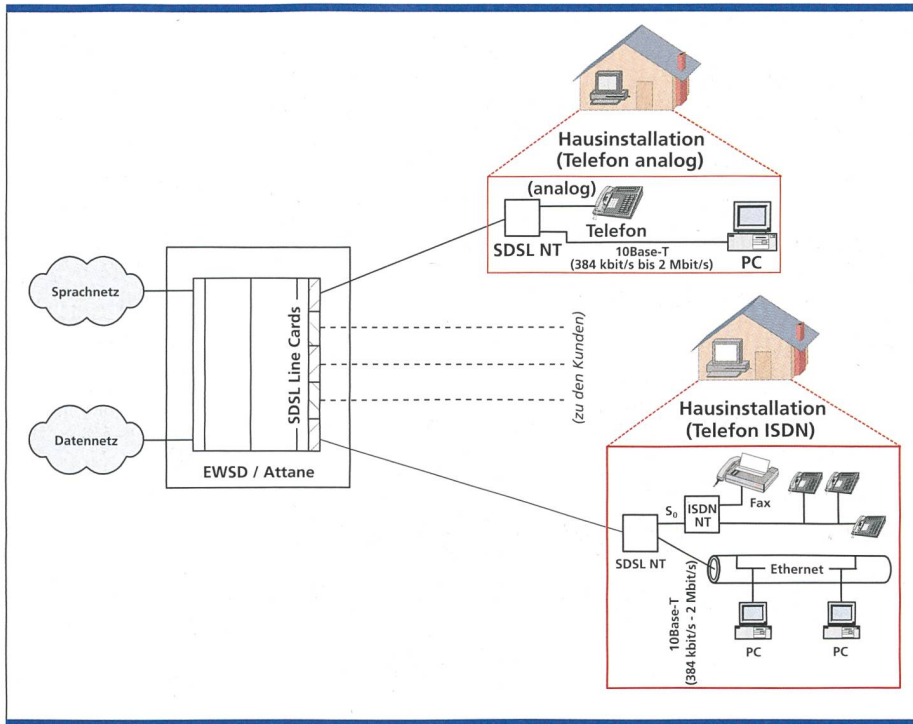 Hausinstallation
(Telefon analog)
(analog)
Telefon
SDSL NT
10Base-T
(384 kbit/s bis 2 Mbit/s)
PC
Sprachnetz
Datennetz
SDSL Line Cards
EWSD / Attane
(zu den Kunden)
Hausinstallation
(Telefon ISDN)
Fax
S₀
ISDN
NT
SDSL NT
Ethernet
10Base-T
(384 kbit/s - 2 Mbit/s)
PC
PC